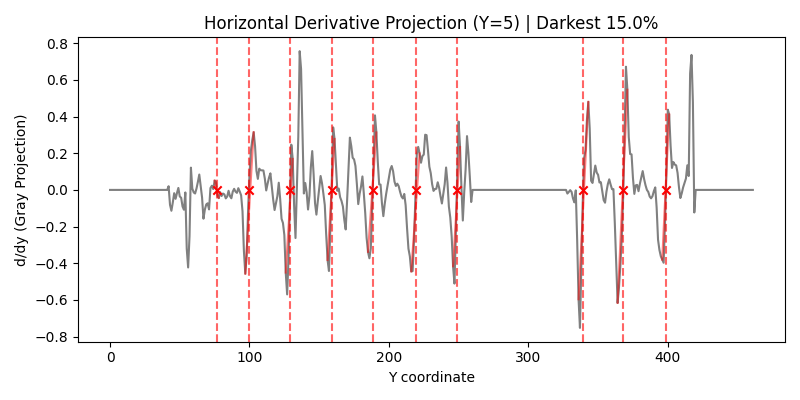 Horizontal Derivative Projection (Y=5) | Darkest 15.0%
d/dy (Gray Projection)
0.8
0.6
0.4
0.2
0.0
−0.2
−0.4
−0.6
−0.8
0 100 200 300 400
Y coordinate